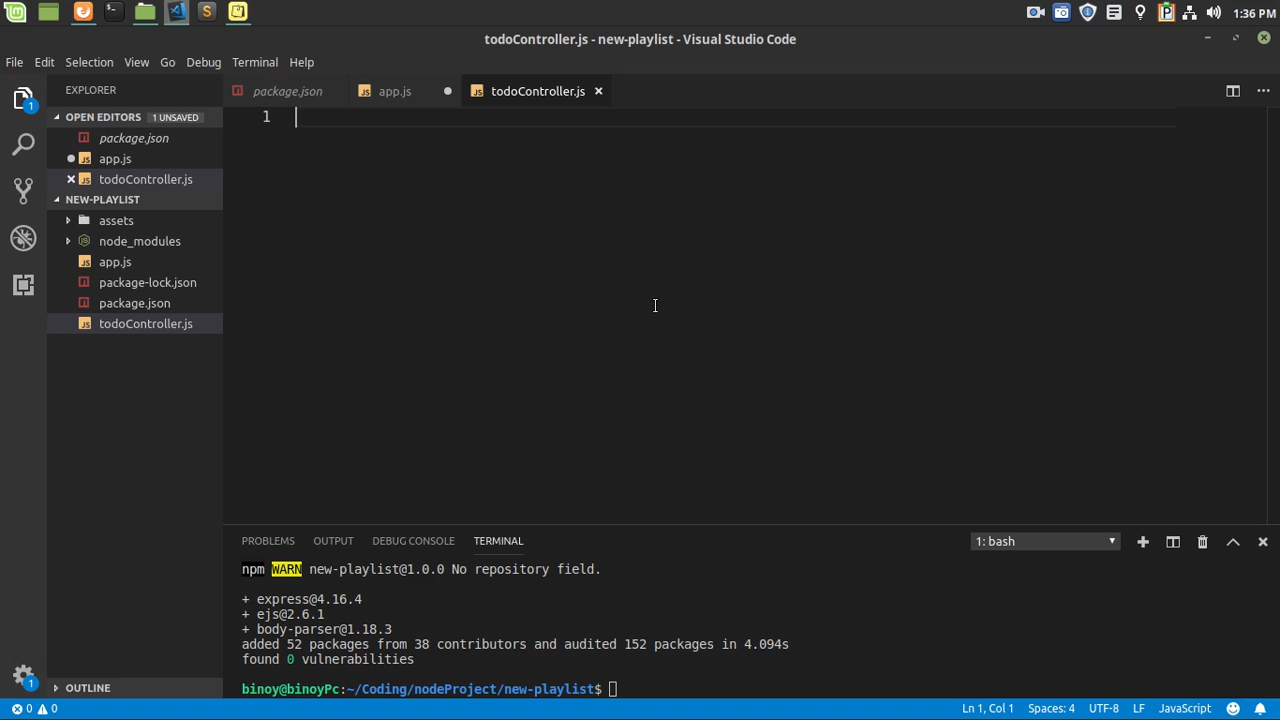 1:36 PM
todoController.js - new-playlist - Visual Studio Code
File Edit Selection View Go Debug Terminal Help
EXPLORER
package.json app.js todoController.js
OPEN EDITORS 1 UNSAVED
package.json
app.js
todoController.js
NEW-PLAYLIST
assets
node_modules
app.js
package-lock.json
package.json
todoController.js
OUTLINE
1
PROBLEMS OUTPUT DEBUG CONSOLE TERMINAL 1: bash
npm WARN new-playlist@1.0.0 No repository field.
+ express@4.16.4
+ ejs@2.6.1
+ body-parser@1.18.3
added 52 packages from 38 contributors and audited 152 packages in 4.094s
found 0 vulnerabilities
binoy@binoyPc:~/Coding/nodeProject/new-playlist$
0 0 Ln 1, Col 1 Spaces: 4 UTF-8 LF JavaScript